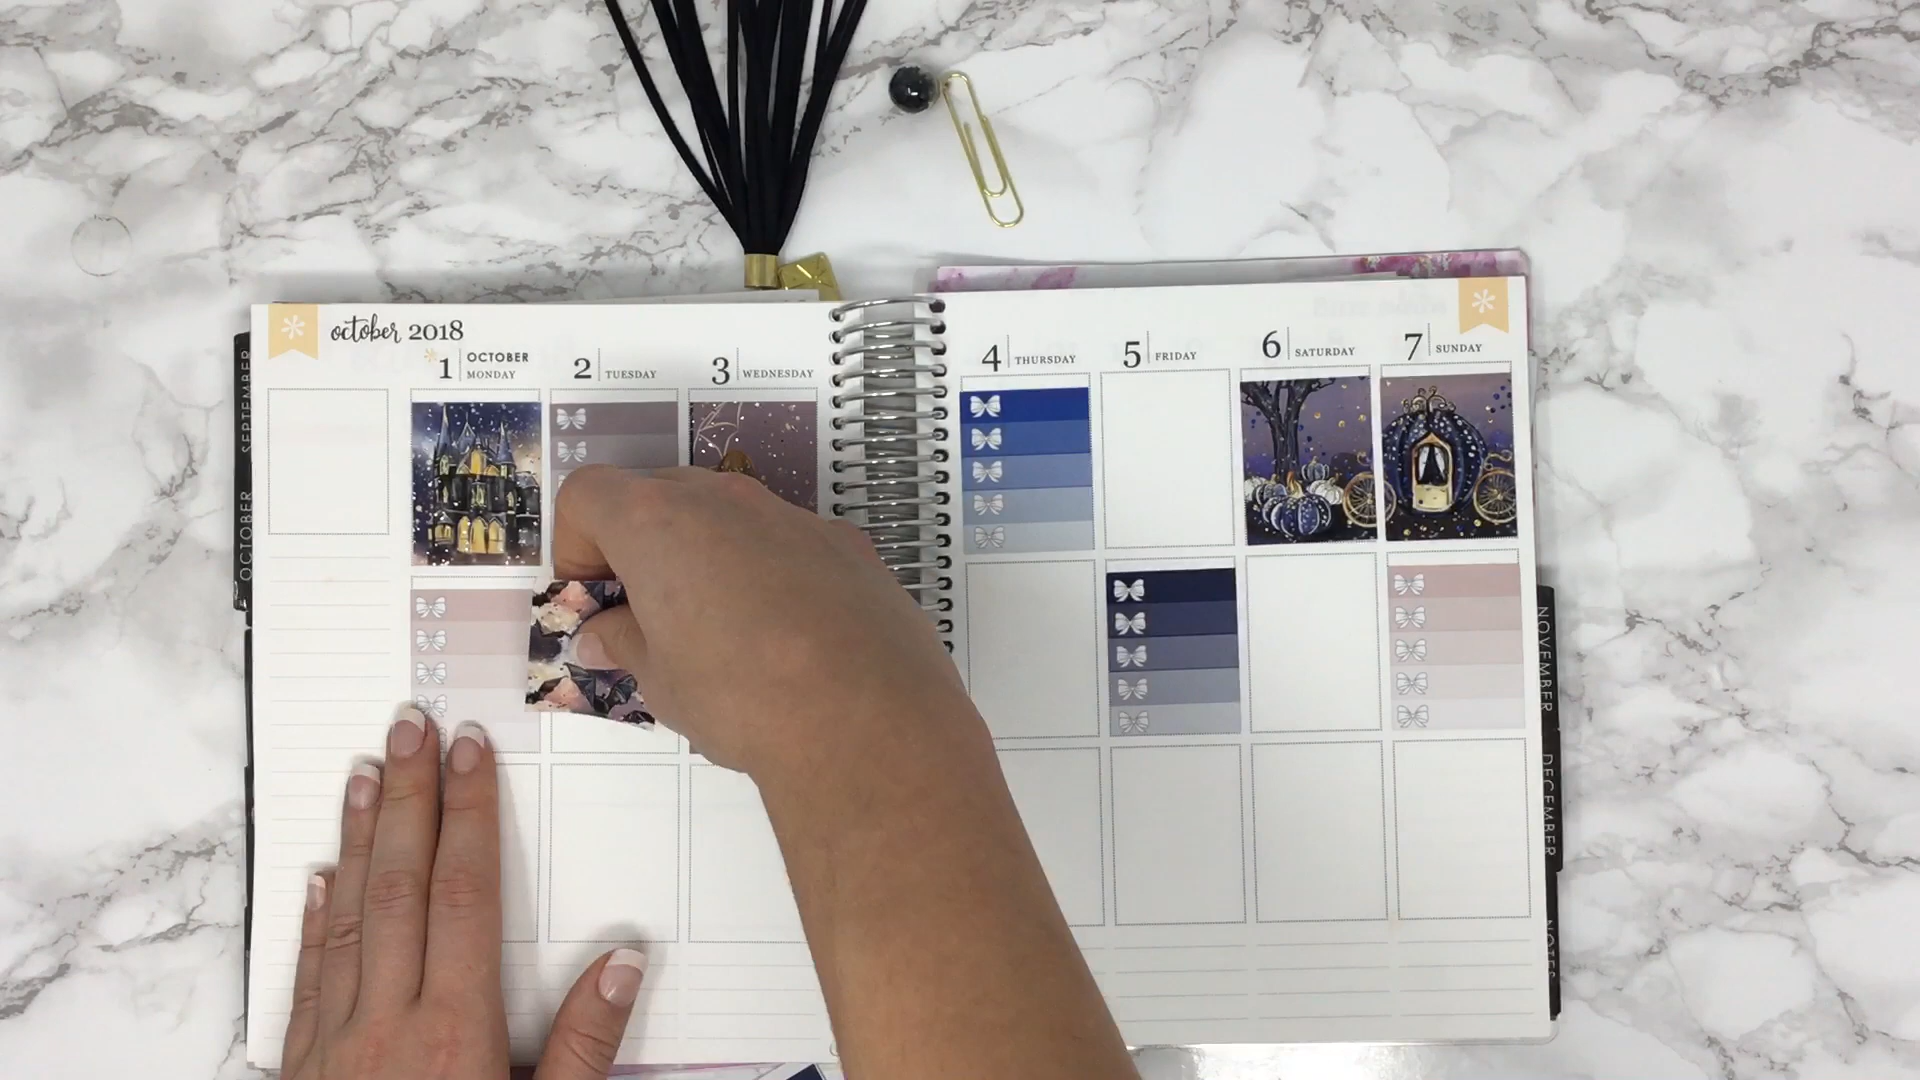 october 2018
1 OCTOBER MONDAY
2 TUESDAY
3 WEDNESDAY
4 THURSDAY
5 FRIDAY
6 SATURDAY
7 SUNDAY
SEPTEMBER
OCTOBER
NOVEMBER
DECEMBER
NOTES